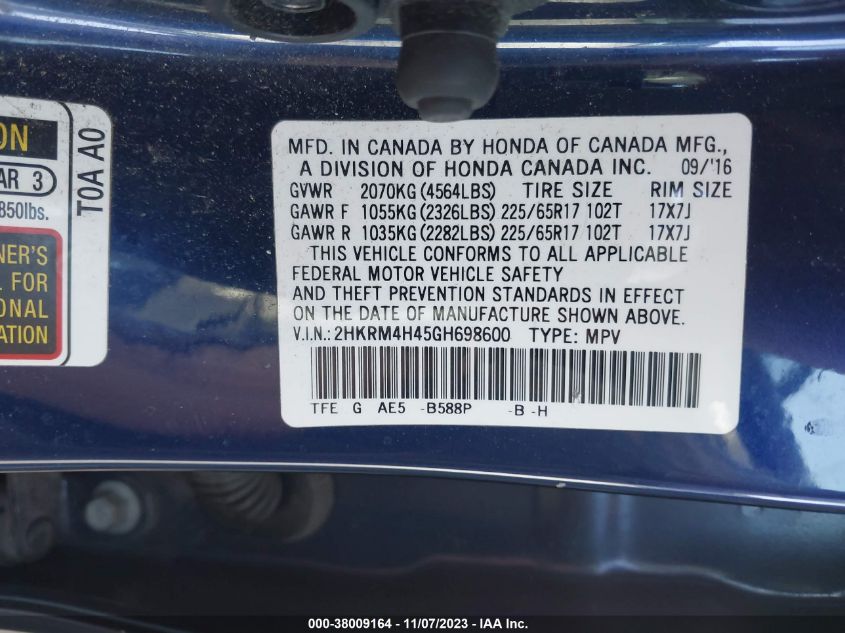 ON
AR 3
850lbs.
NER'S
L FOR
ONAL
ATION
T0A A0
MFD. IN CANADA BY HONDA OF CANADA MFG.,
A DIVISION OF HONDA CANADA INC. 09/'16
GVWR 2070KG (4564LBS) TIRE SIZE RIM SIZE
GAWR F 1055KG (2326LBS) 225/65R17 102T 17X7J
GAWR R 1035KG (2282LBS) 225/65R17 102T 17X7J
THIS VEHICLE CONFORMS TO ALL APPLICABLE
FEDERAL MOTOR VEHICLE SAFETY
AND THEFT PREVENTION STANDARDS IN EFFECT
ON THE DATE OF MANUFACTURE SHOWN ABOVE.
V.I.N.: 2HKRM4H45GH698600 TYPE: MPV
TFE G AE5 -B588P -B -H
000-38009164 - 11/07/2023 - IAA Inc.